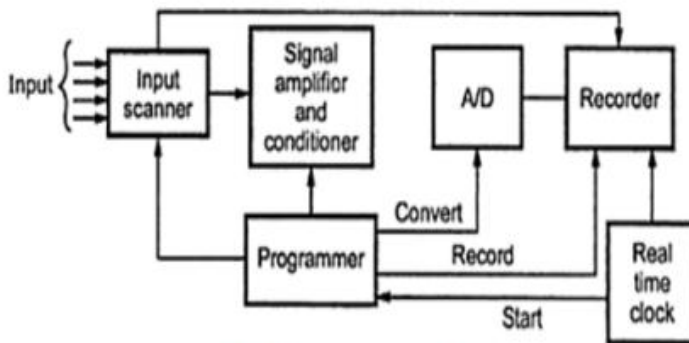 Input
Input
scanner
Signal
amplifier
and
conditioner
A/D
Recorder
Convert
Programmer
Record
Start
Real
time
clock